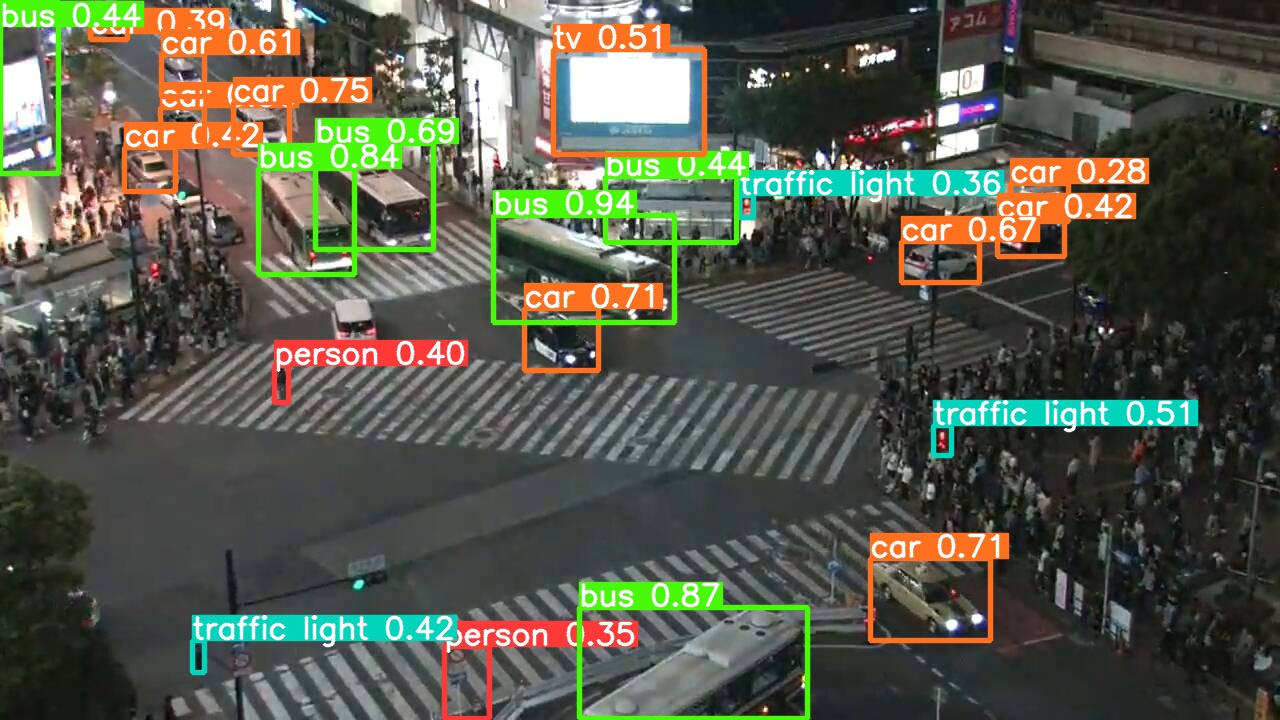 bus 0.44
car 0.39
car 0.61
car 0.75
car 0.42
bus 0.69
bus 0.84
tv 0.51
アコム
bus 0.44
traffic light 0.36
car 0.28
car 0.42
bus 0.94
car 0.67
car 0.71
person 0.40
traffic light 0.51
car 0.71
bus 0.87
traffic light 0.42
person 0.35